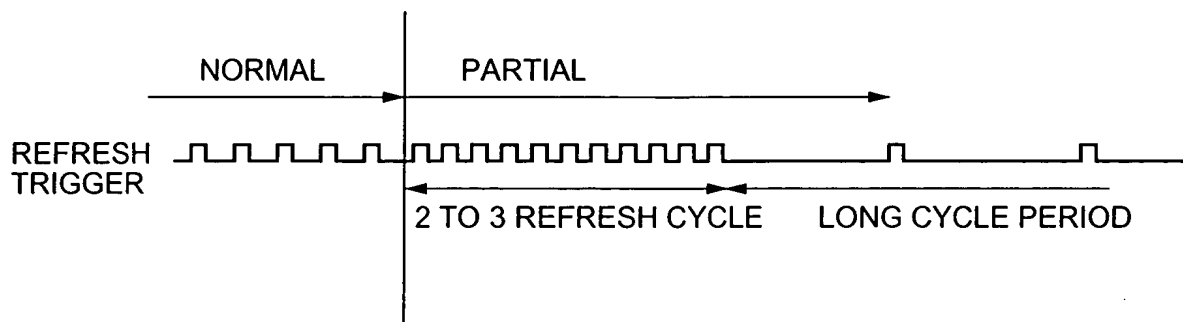 NORMAL PARTIAL
REFRESH
TRIGGER
2 TO 3 REFRESH CYCLE LONG CYCLE PERIOD